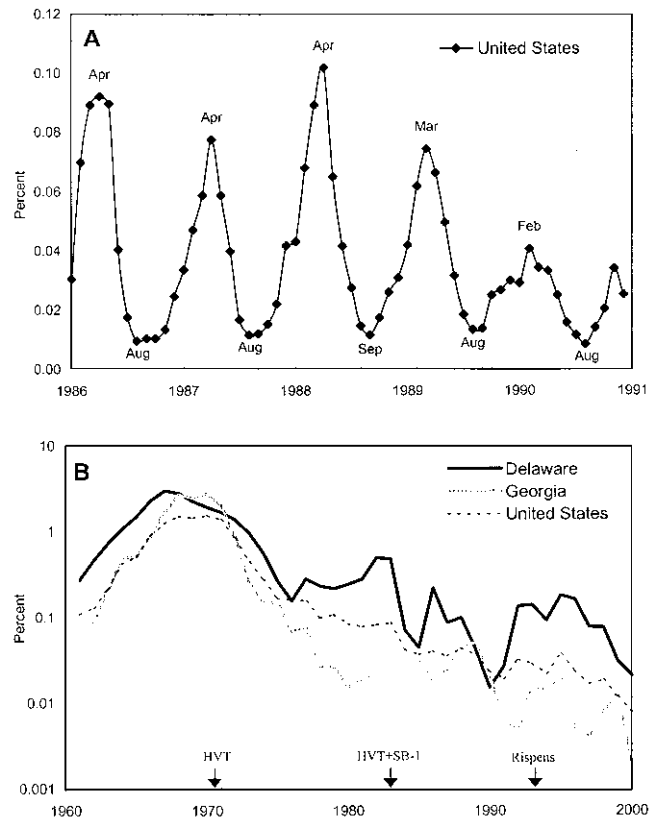 A
United States
0.12
0.10
0.08
0.06
0.04
0.02
0.00
Percent
Apr
Apr
Apr
Mar
Feb
Aug
Aug
Sep
Aug
Aug
1986
1987
1988
1989
1990
1991
B
Delaware
Georgia
United States
10
1
0.1
0.01
0.001
Percent
HVT
HVT+SB-1
Rispens
1960
1970
1980
1990
2000